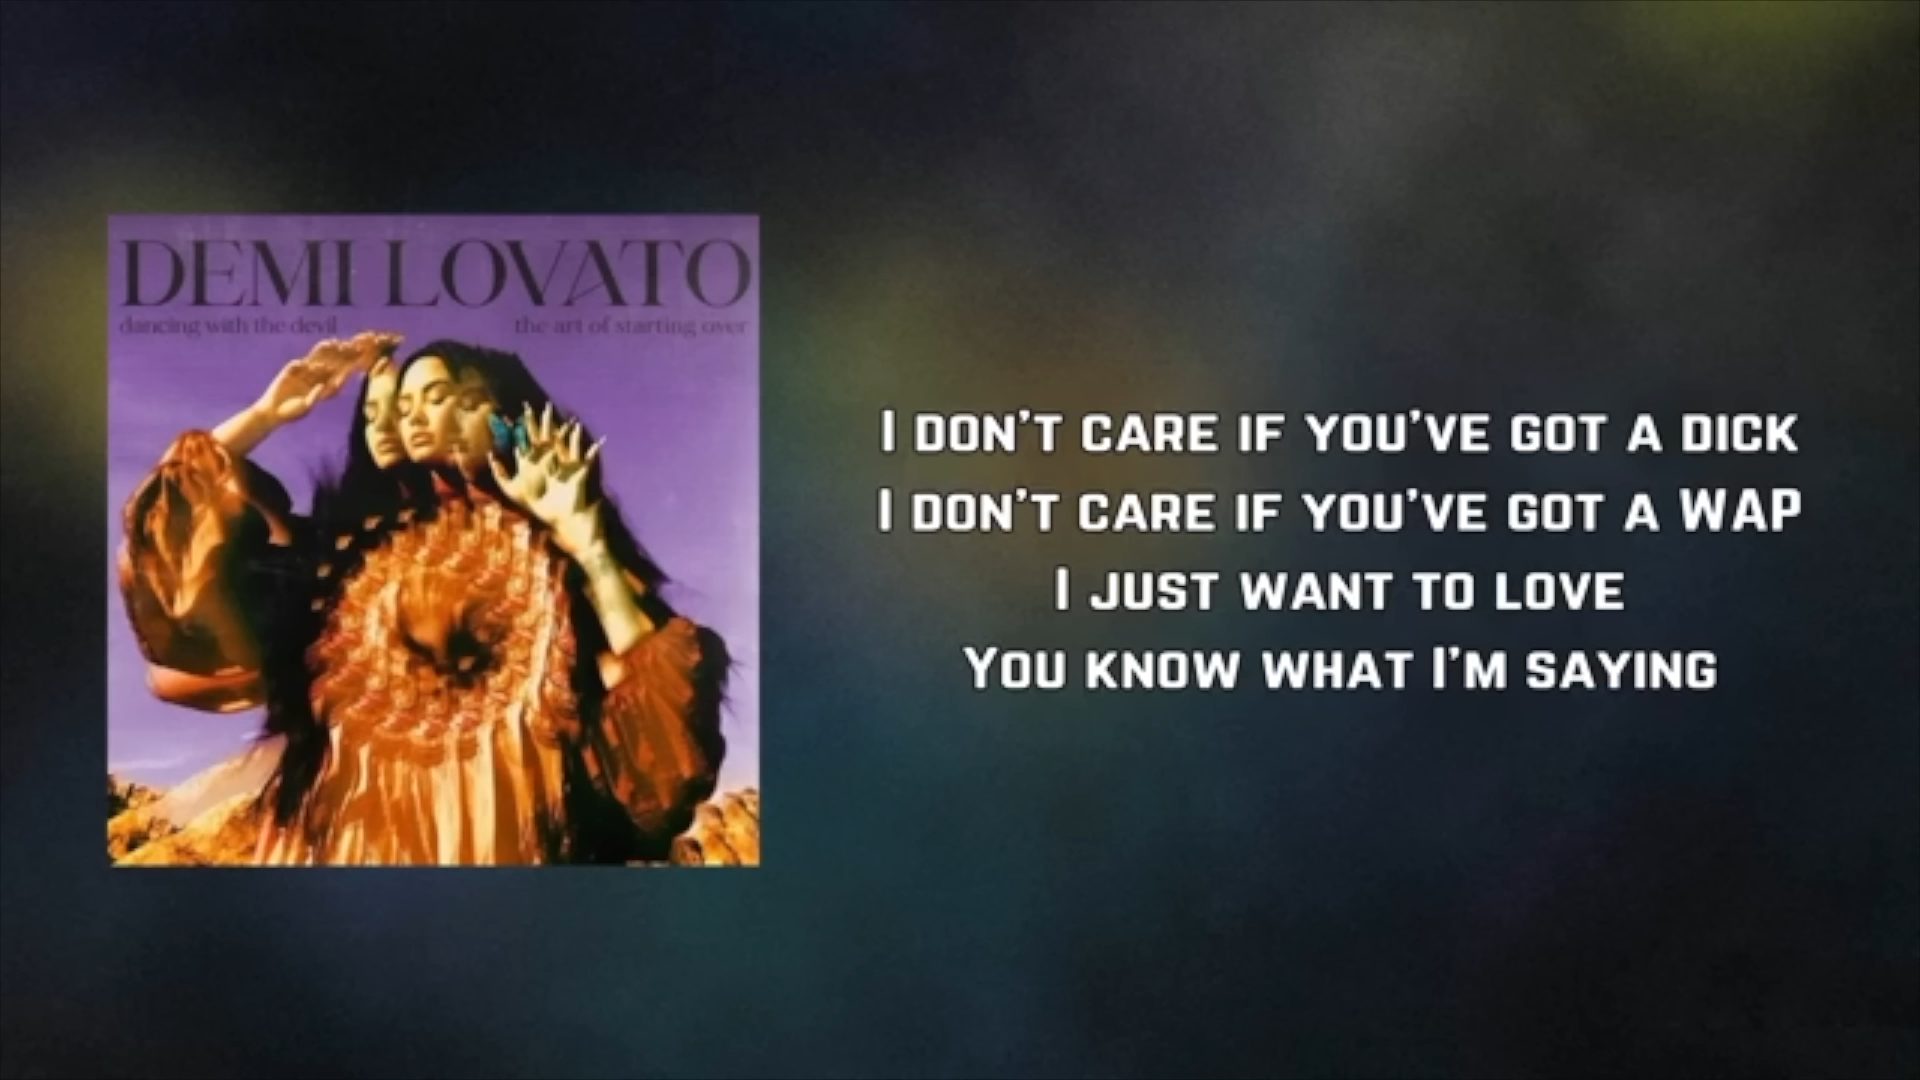 DEMI LOVATO
dancing with the devil
the art of starting over
I DON'T CARE IF YOU'VE GOT A DICK
I DON'T CARE IF YOU'VE GOT A WAP
I JUST WANT TO LOVE
YOU KNOW WHAT I'M SAYING